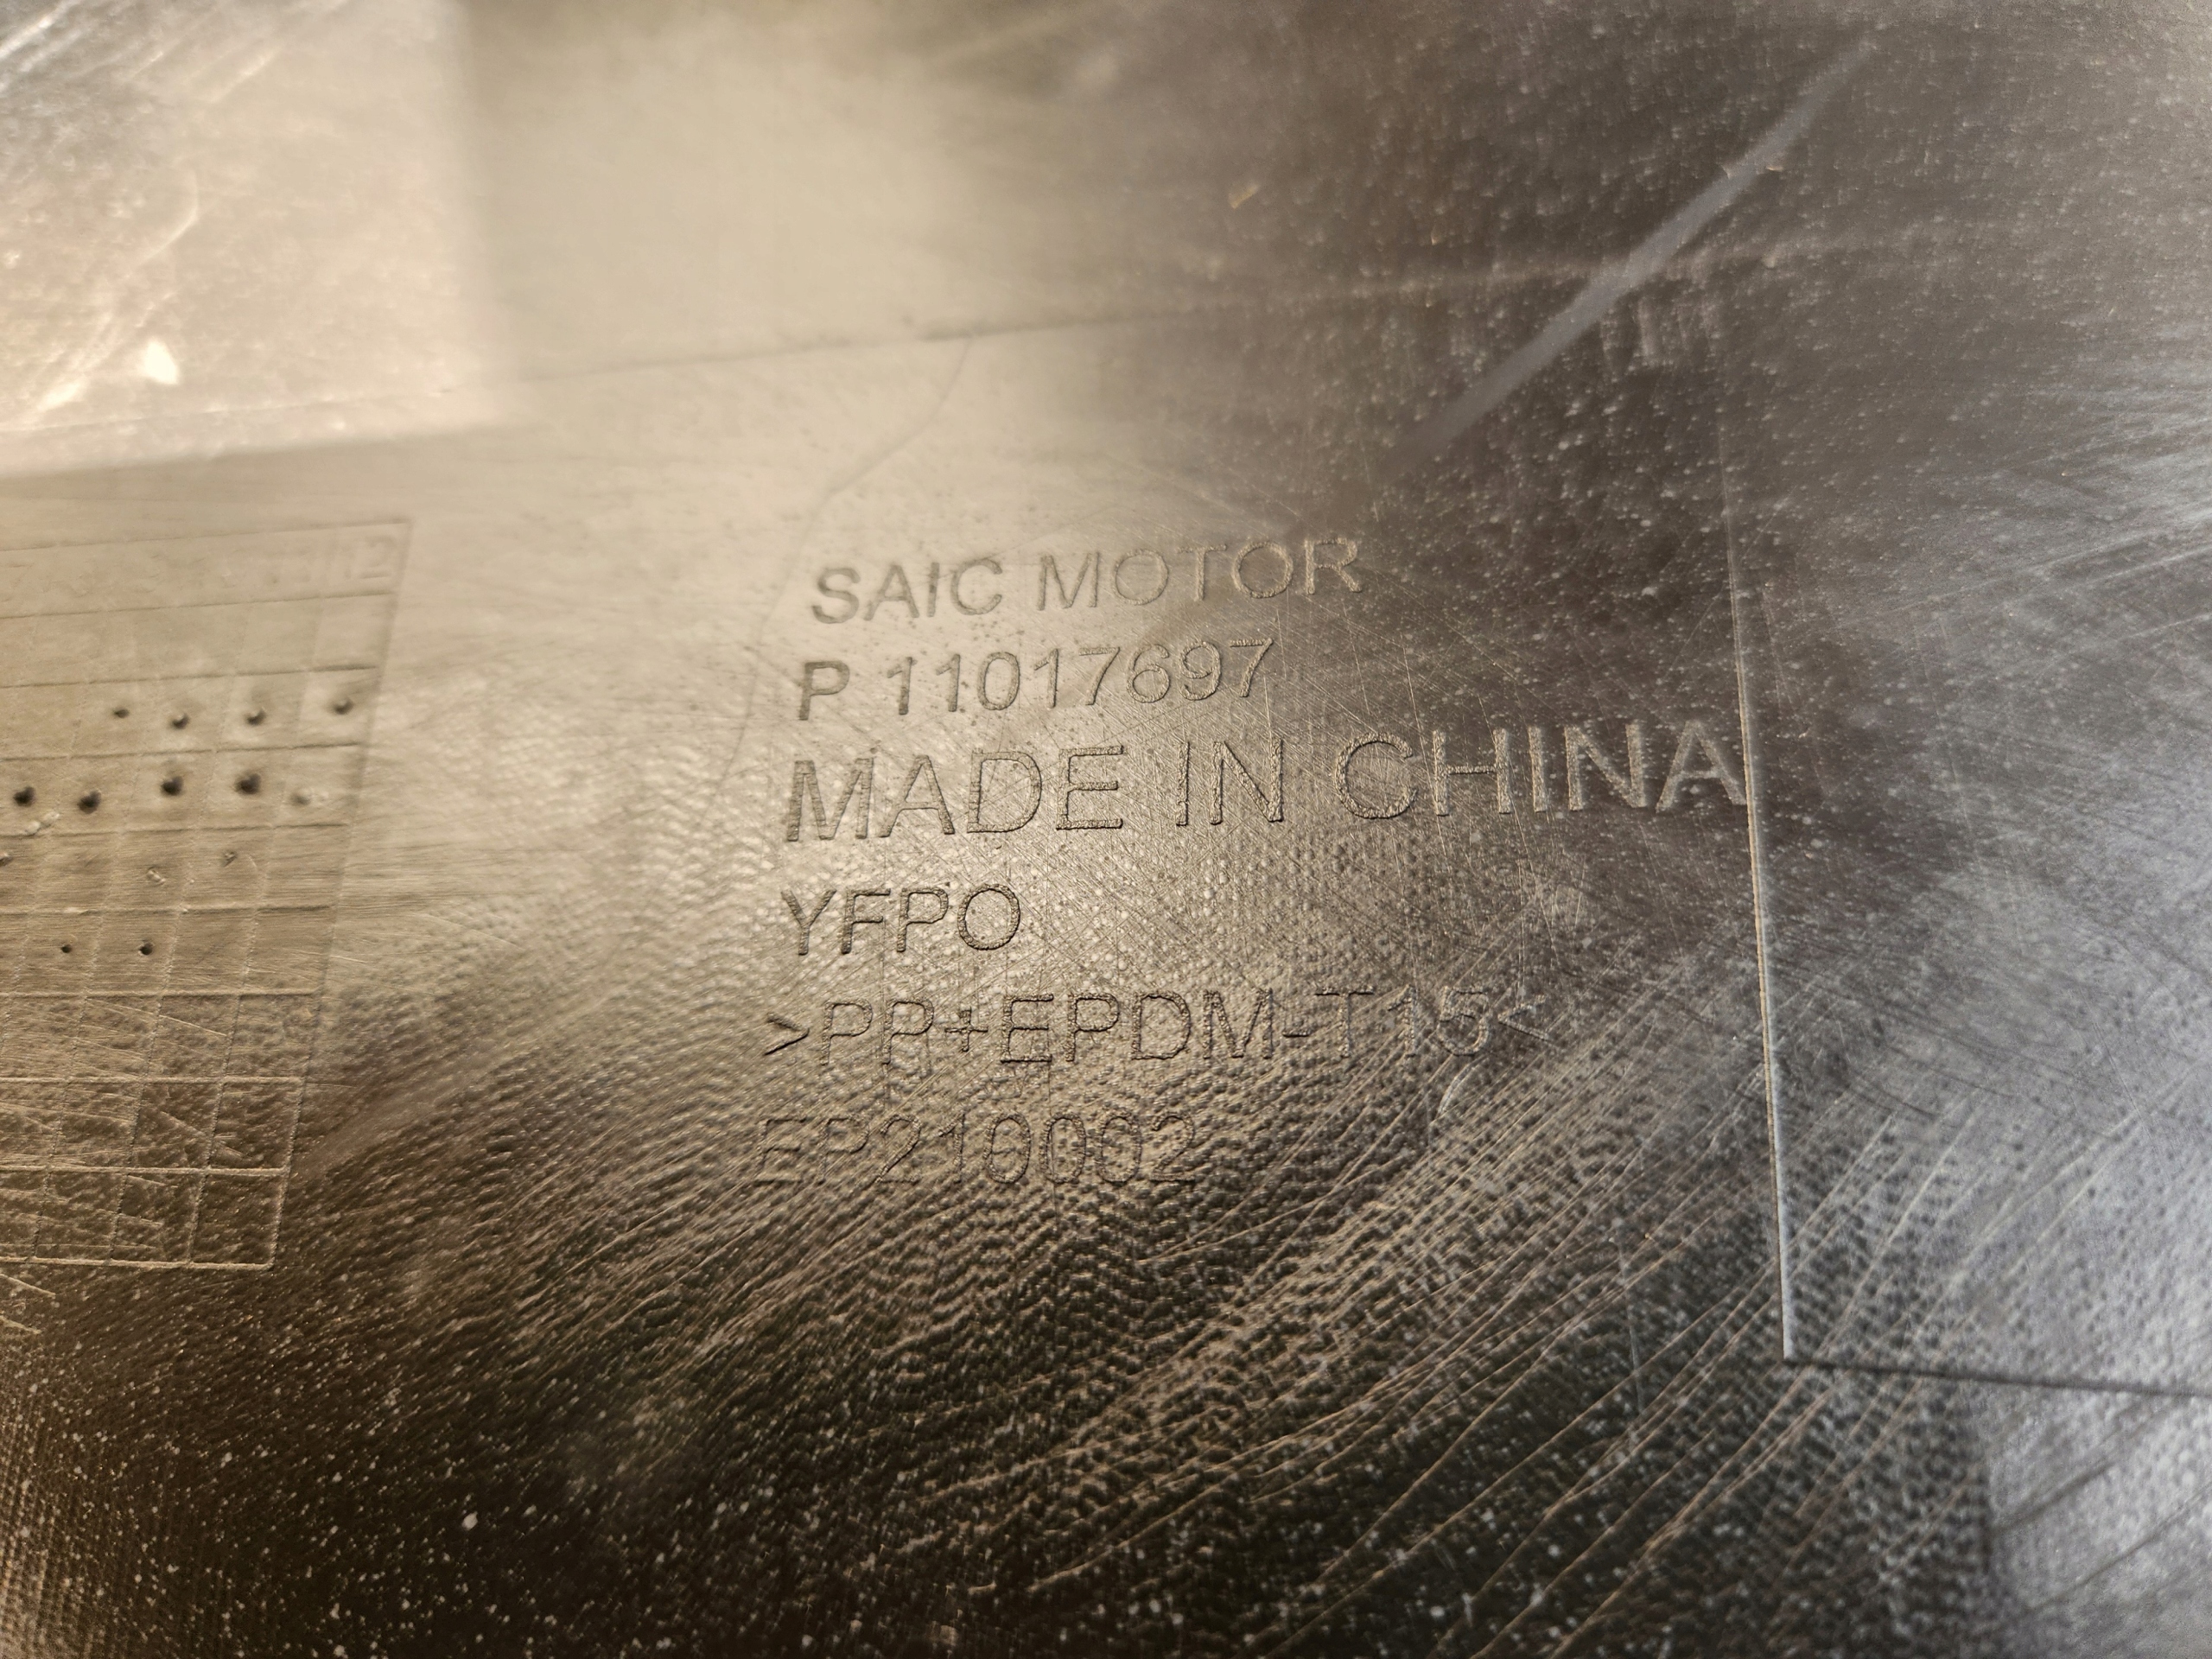 SAIC MOTOR
P 11017697
MADE IN CHINA
YFPO
>PP+EPDM-T15<
EP210002